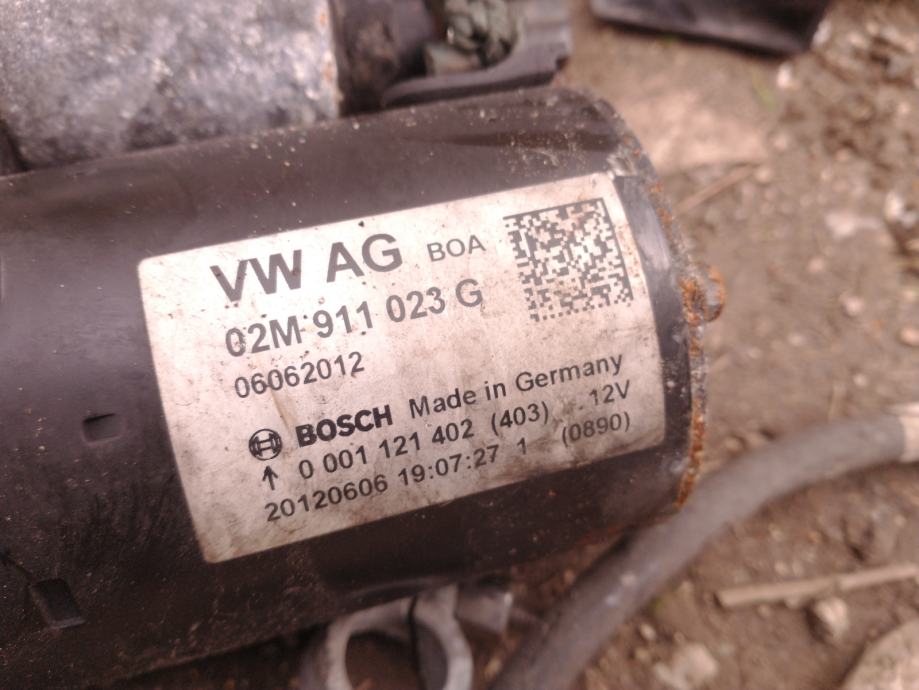 VW AG BOA
02M 911 023 G
06062012
BOSCH Made in Germany
↑ 0 001 121 402 (403) 12V
20120606 19:07:27 1 (0890)